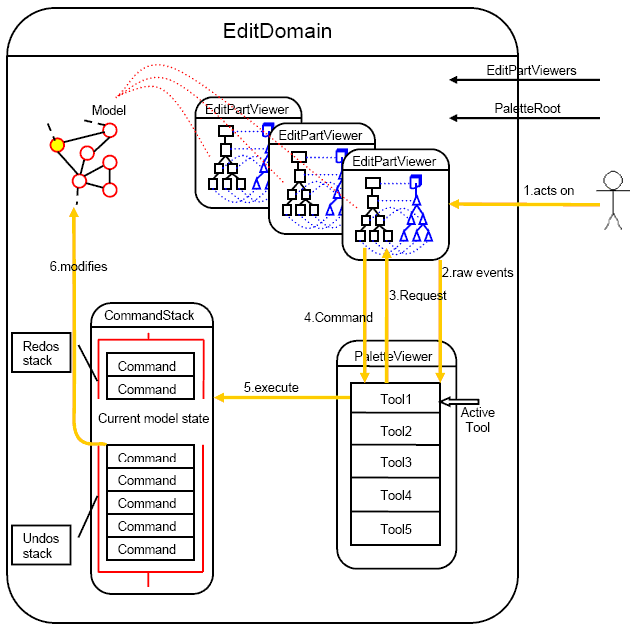 EditDomain
EditPartViewers
PaletteRoot
Model
EditPartViewer
EditPartViewer
EditPartViewer
1.acts on
6.modifies
2.raw events
3.Request
4.Command
CommandStack
Redos
stack
Command
Command
Current model state
Command
Command
Command
Command
Command
Undos
stack
5.execute
PaletteViewer
Tool1
Tool2
Tool3
Tool4
Tool5
Active
Tool